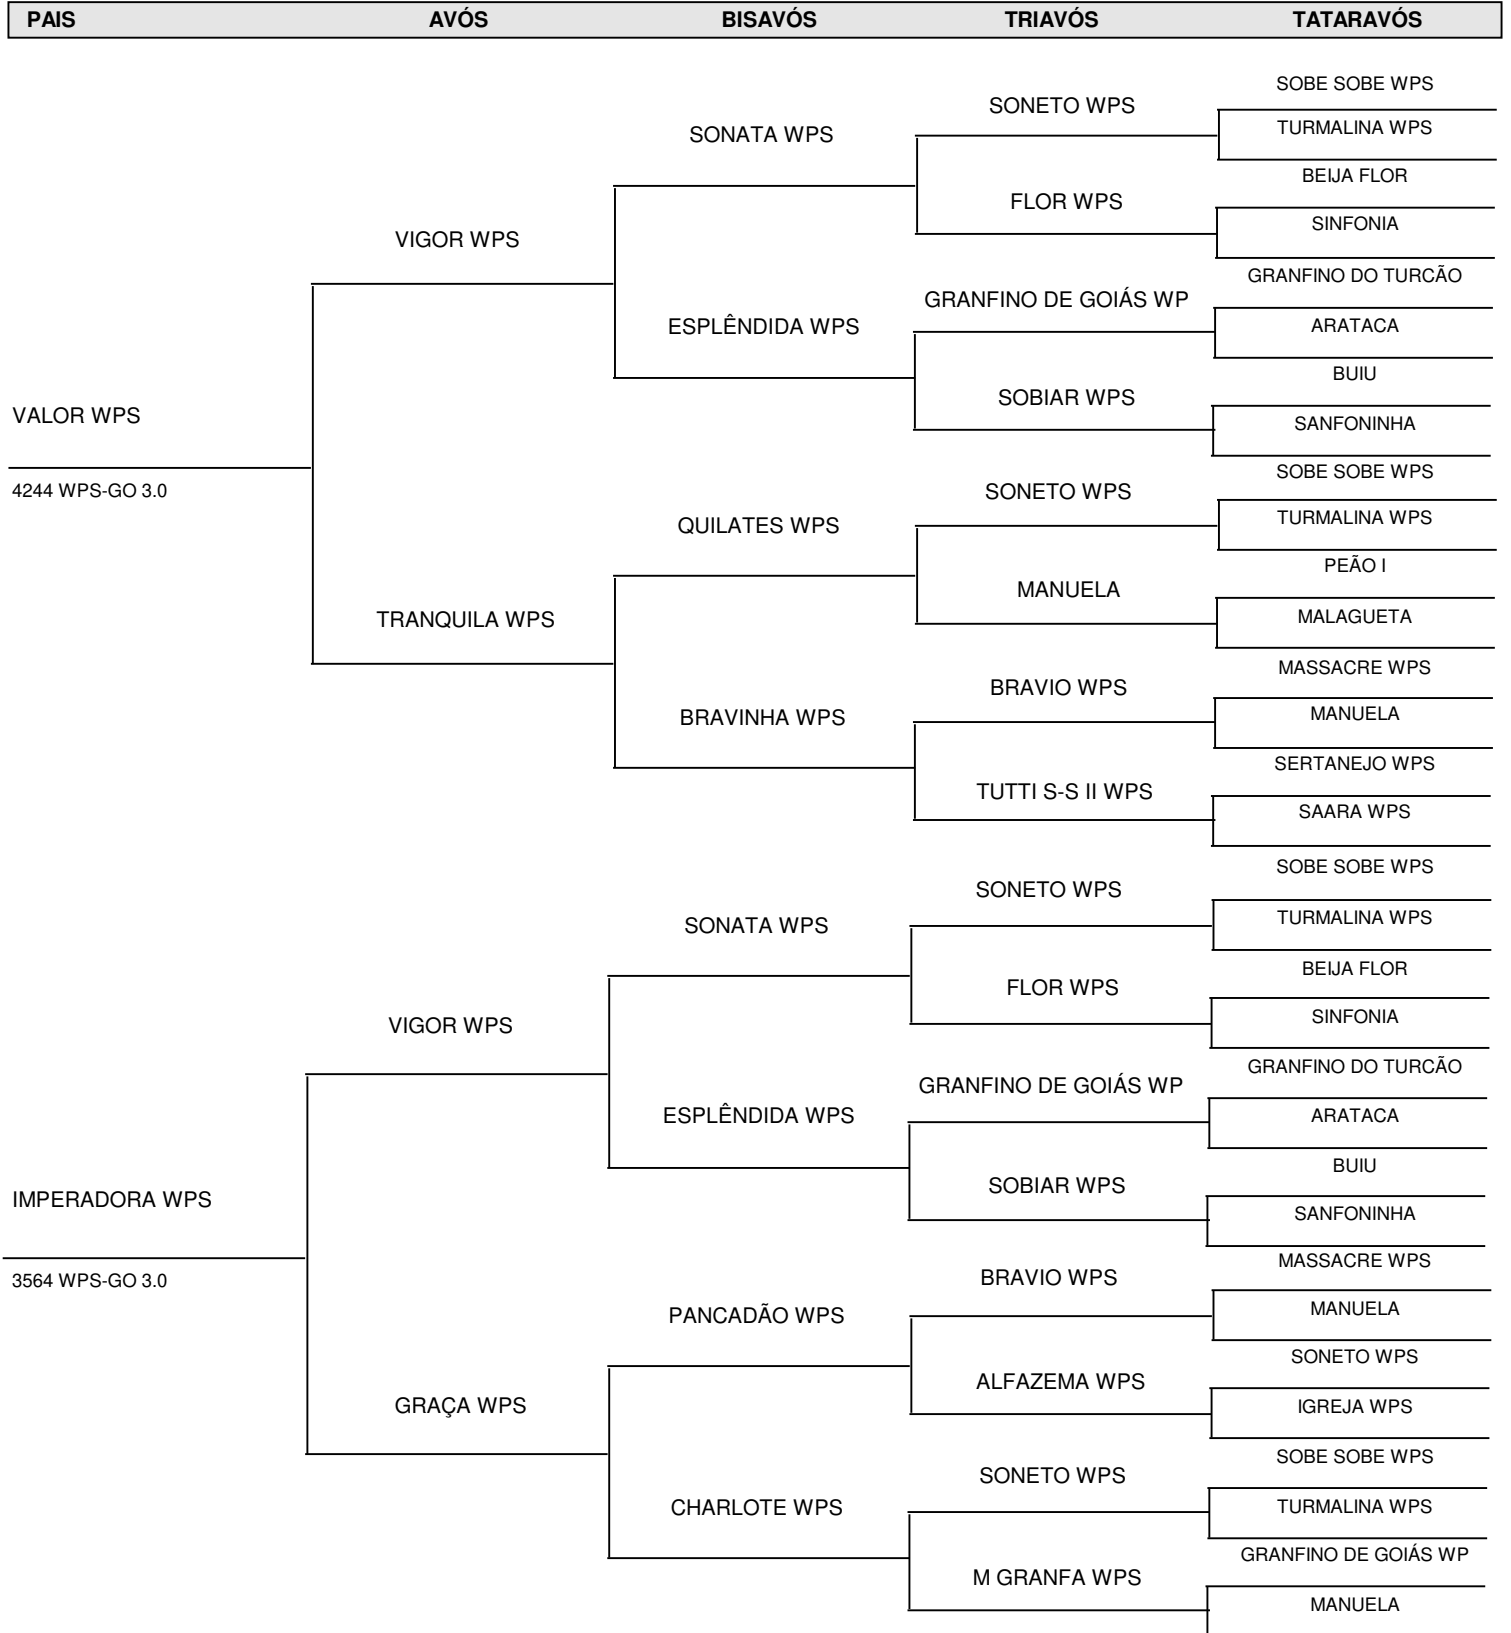 PAIS AVÓS BISAVÓS TRIAVÓS TATARAVÓS
SOBE SOBE WPS
SONETO WPS
TURMALINA WPS
SONATA WPS
BEIJA FLOR
FLOR WPS
SINFONIA
VIGOR WPS
GRANFINO DO TURCÃO
GRANFINO DE GOIÁS WP
ESPLÊNDIDA WPS
ARATACA
BUIU
SOBIAR WPS
VALOR WPS
SANFONINHA
SOBE SOBE WPS
4244 WPS-GO 3.0
SONETO WPS
TURMALINA WPS
QUILATES WPS
PEÃO I
MANUELA
MALAGUETA
TRANQUILA WPS
MASSACRE WPS
BRAVIO WPS
MANUELA
BRAVINHA WPS
SERTANEJO WPS
TUTTI S-S II WPS
SAARA WPS
SOBE SOBE WPS
SONETO WPS
TURMALINA WPS
SONATA WPS
BEIJA FLOR
FLOR WPS
SINFONIA
VIGOR WPS
GRANFINO DO TURCÃO
GRANFINO DE GOIÁS WP
ESPLÊNDIDA WPS
ARATACA
BUIU
SOBIAR WPS
IMPERADORA WPS
SANFONINHA
MASSACRE WPS
3564 WPS-GO 3.0
BRAVIO WPS
MANUELA
PANCADÃO WPS
SONETO WPS
ALFAZEMA WPS
IGREJA WPS
GRAÇA WPS
SOBE SOBE WPS
SONETO WPS
TURMALINA WPS
CHARLOTE WPS
GRANFINO DE GOIÁS WP
M GRANFA WPS
MANUELA